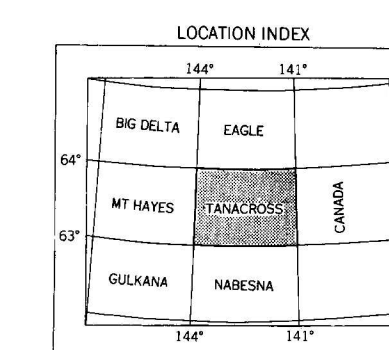 LOCATION INDEX
144° 141°
BIG DELTA EAGLE
64°
MT HAYES TANACROSS CANADA
63°
GULKANA NABESNA
144° 141°